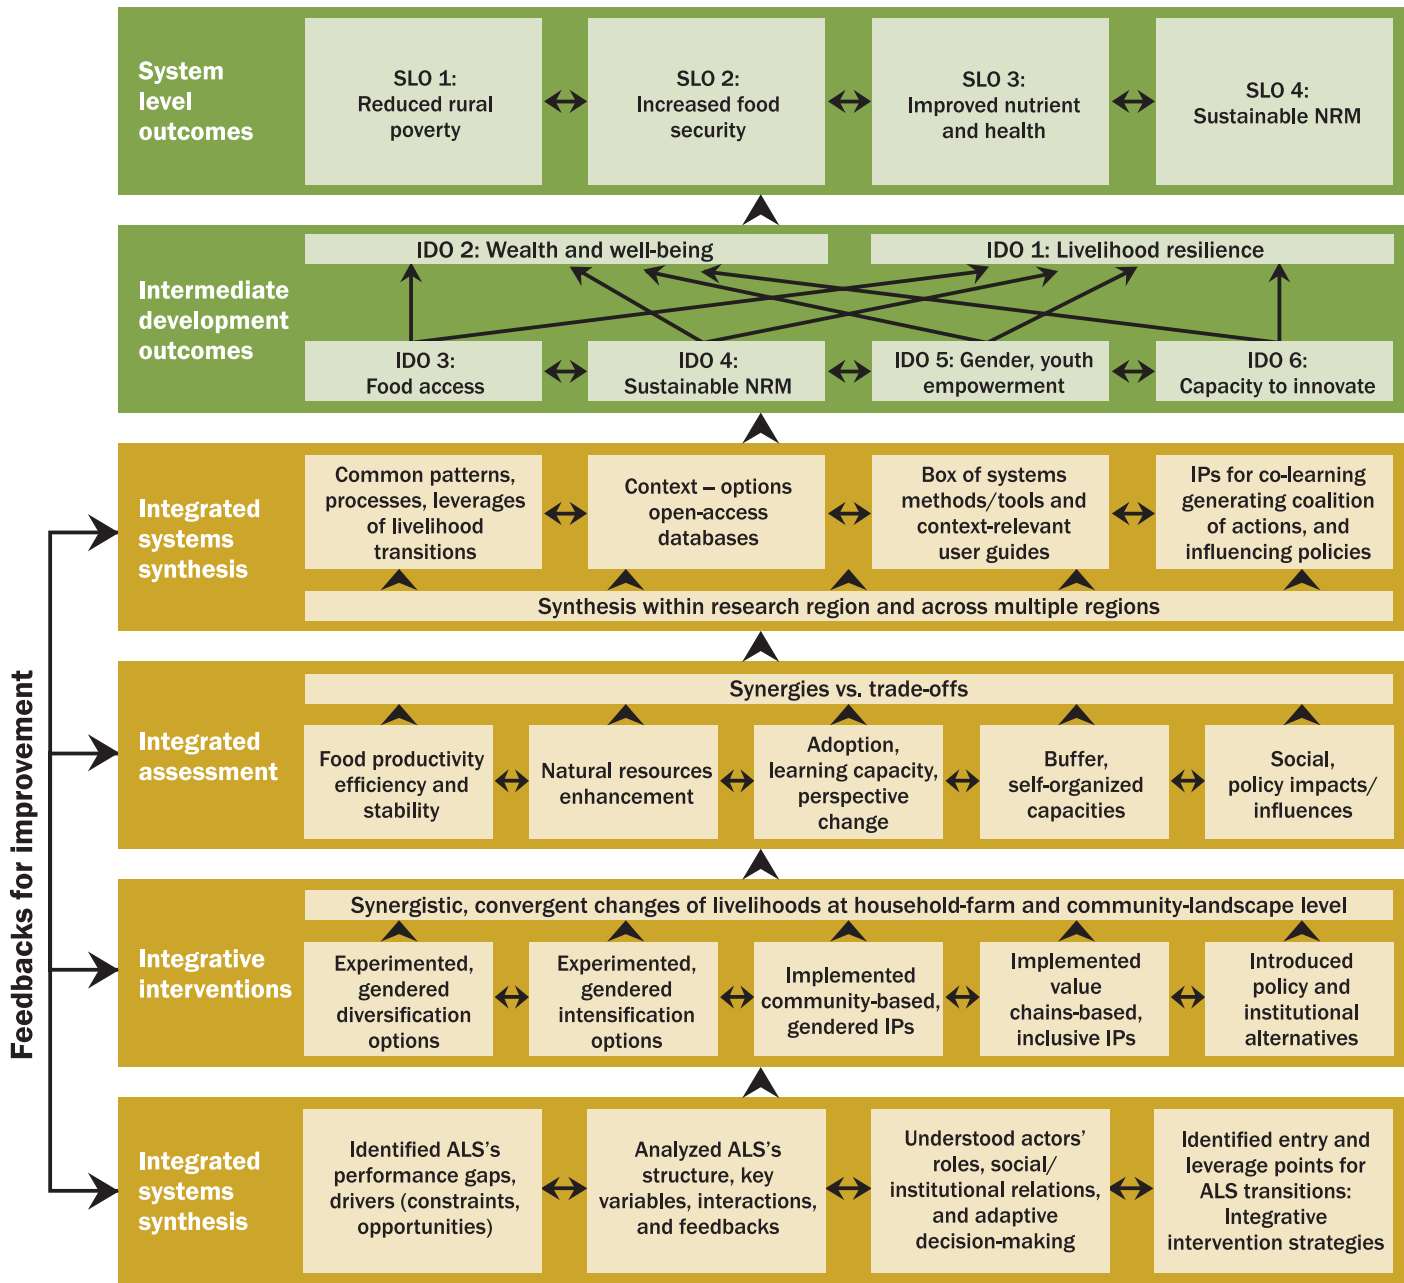 System
level
outcomes
SLO 1:
Reduced rural
poverty
SLO 2:
Increased food
security
SLO 3:
Improved nutrient
and health
SLO 4:
Sustainable NRM
Intermediate
development
outcomes
IDO 2: Wealth and well-being
IDO 1: Livelihood resilience
IDO 3:
Food access
IDO 4:
Sustainable NRM
IDO 5: Gender, youth
empowerment
IDO 6:
Capacity to innovate
Feedbacks for improvement
Integrated
systems
synthesis
Common patterns,
processes, leverages
of livelihood
transitions
Context – options
open-access
databases
Box of systems
methods/tools and
context-relevant
user guides
IPs for co-learning
generating coalition
of actions, and
influencing policies
Synthesis within research region and across multiple regions
Integrated
assessment
Synergies vs. trade-offs
Food productivity
efficiency and
stability
Natural resources
enhancement
Adoption,
learning capacity,
perspective
change
Buffer,
self-organized
capacities
Social,
policy impacts/
influences
Integrative
interventions
Synergistic, convergent changes of livelihoods at household-farm and community-landscape level
Experimented,
gendered
diversification
options
Experimented,
gendered
intensification
options
Implemented
community-based,
gendered IPs
Implemented
value
chains-based,
inclusive IPs
Introduced
policy and
institutional
alternatives
Integrated
systems
synthesis
Identified ALS's
performance gaps,
drivers (constraints,
opportunities)
Analyzed ALS's
structure, key
variables, interactions,
and feedbacks
Understood actors'
roles, social/
institutional relations,
and adaptive
decision-making
Identified entry and
leverage points for
ALS transitions:
Integrative
intervention strategies